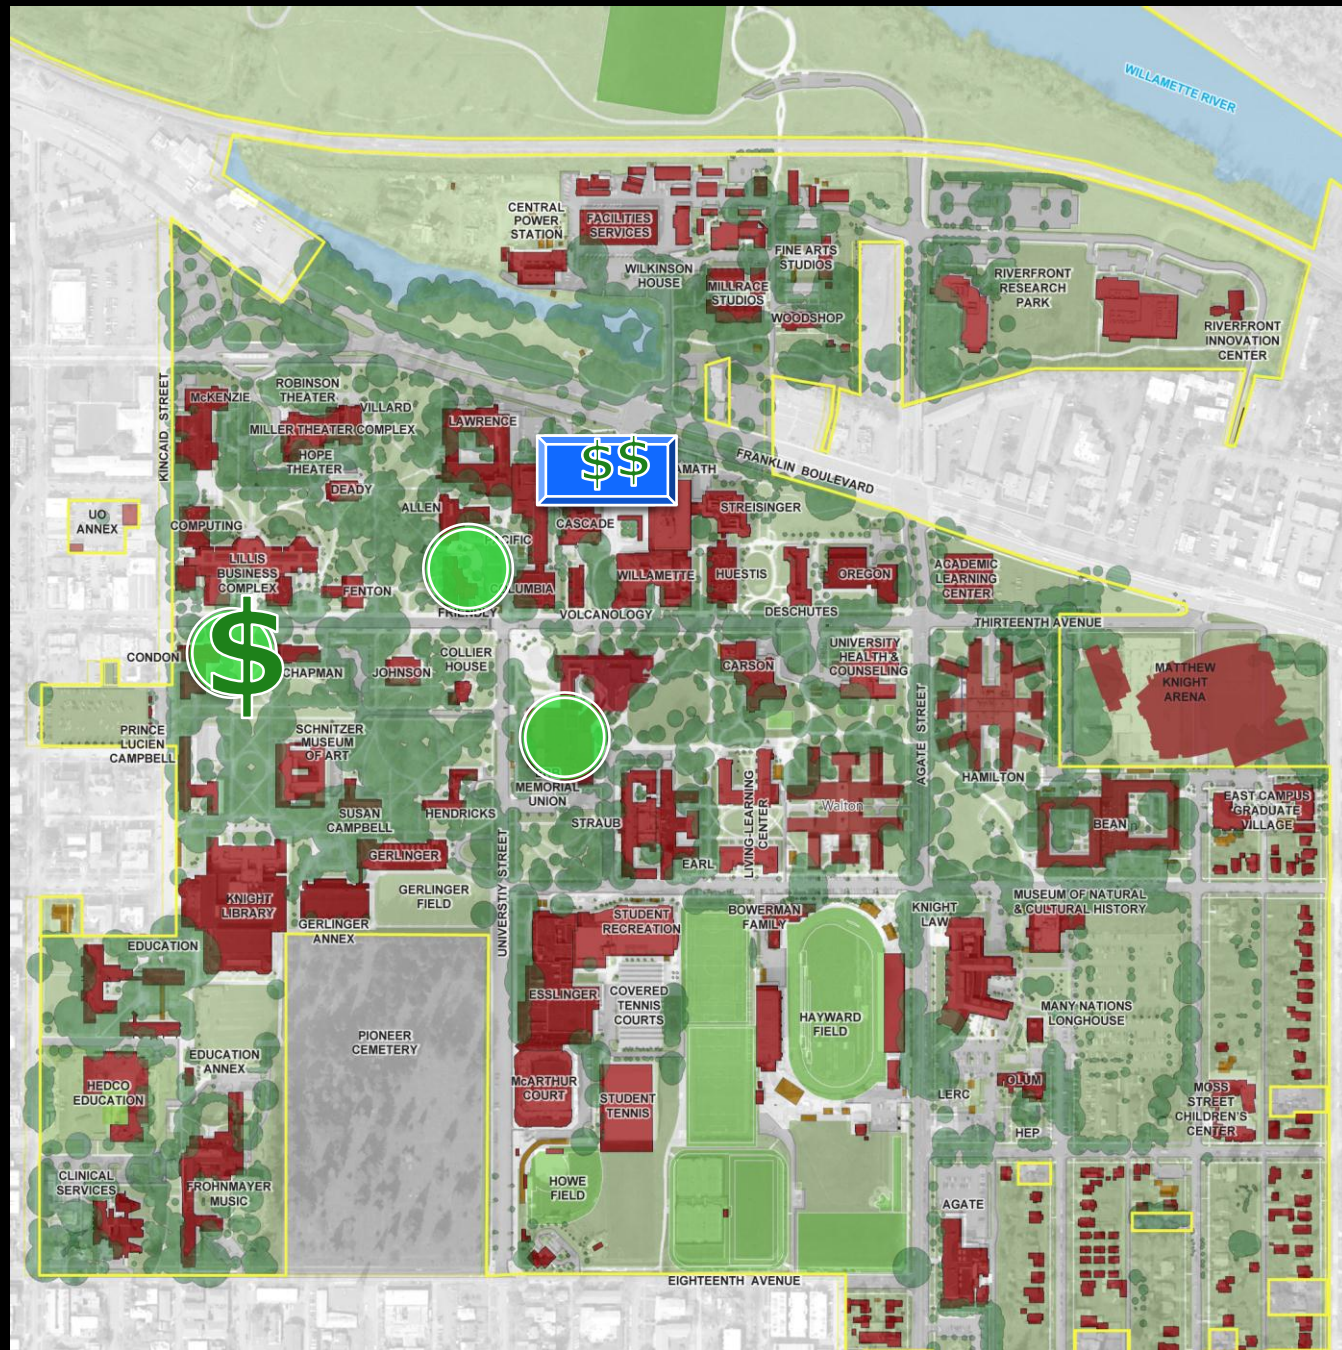 WILLAMETTE RIVER
CENTRAL
POWER
STATION
FACILITIES
SERVICES
FINE ARTS
STUDIOS
WILKINSON
HOUSE
MILLRACE
STUDIOS
WOODSHOP
RIVERFRONT
RESEARCH
PARK
RIVERFRONT
INNOVATION
CENTER
KINCAID STREET
McKENZIE
ROBINSON
THEATER
VILLARD
MILLER THEATER COMPLEX
HOPE
THEATER
DEADY
LAWRENCE
$$
AMATH
FRANKLIN BOULEVARD
UO
ANNEX
COMPUTING
ALLEN
CASCADE
STREISINGER
PACIFIC
LILLIS
BUSINESS
COMPLEX
FENTON
COLUMBIA
WILLAMETTE
HUESTIS
OREGON
ACADEMIC
LEARNING
CENTER
FRIENDLY
VOLCANOLOGY
DESCHUTES
THIRTEENTH AVENUE
$
CONDON
CHAPMAN
JOHNSON
COLLIER
HOUSE
CARSON
UNIVERSITY
HEALTH &
COUNSELING
MATTHEW
KNIGHT
ARENA
AGATE STREET
PRINCE
LUCIEN
CAMPBELL
SCHNITZER
MUSEUM
OF ART
MEMORIAL
UNION
HAMILTON
SUSAN
CAMPBELL
HENDRICKS
STRAUB
LIVING-LEARNING
CENTER
Walton
BEAN
EAST CAMPUS
GRADUATE
VILLAGE
GERLINGER
EARL
UNIVERSITY STREET
KNIGHT
LIBRARY
GERLINGER
FIELD
GERLINGER
ANNEX
STUDENT
RECREATION
BOWERMAN
FAMILY
KNIGHT
LAW
MUSEUM OF NATURAL
& CULTURAL HISTORY
EDUCATION
ESSLINGER
COVERED
TENNIS
COURTS
HAYWARD
FIELD
MANY NATIONS
LONGHOUSE
PIONEER
CEMETERY
EDUCATION
ANNEX
HEDCO
EDUCATION
McARTHUR
COURT
STUDENT
TENNIS
LERC
OLUM
MOSS
STREET
CHILDREN'S
CENTER
HEP
CLINICAL
SERVICES
FROHNMAYER
MUSIC
HOWE
FIELD
AGATE
EIGHTEENTH AVENUE